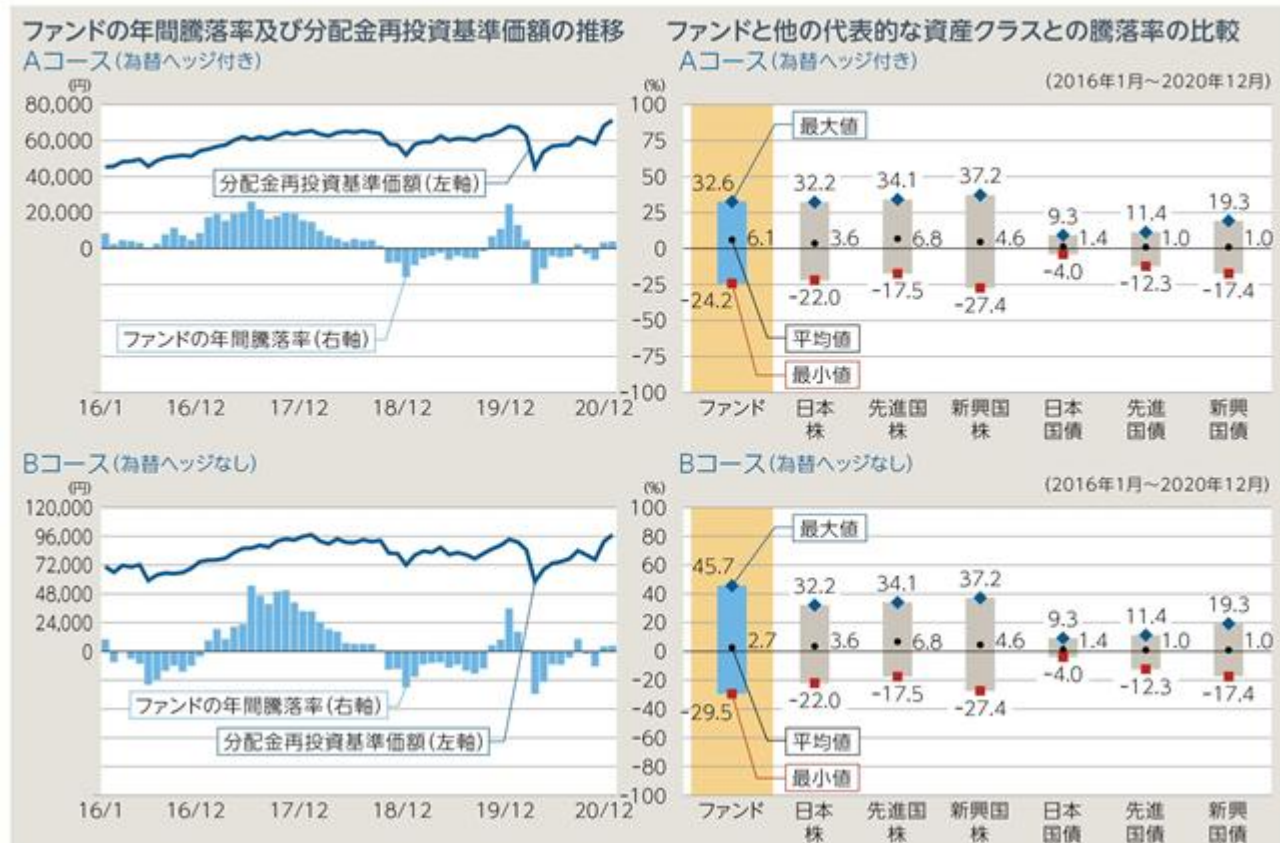 ファンドの年間騰落率及び分配金再投資基準価額の推移
Aコース(為替ヘッジ付き)
(円)
(%)
80,000
60,000
40,000
20,000
0
100
75
50
25
0
-25
-50
-75
-100
分配金再投資基準価額(左軸)
ファンドの年間騰落率(右軸)
16/1 16/12 17/12 18/12 19/12 20/12
ファンドと他の代表的な資産クラスとの騰落率の比較
Aコース(為替ヘッジ付き)
(2016年1月～2020年12月)
最大値
32.6 32.2 34.1 37.2 9.3 11.4 19.3
6.1 3.6 6.8 4.6 1.4 1.0 1.0
-24.2 -22.0 -17.5 -27.4 -4.0 -12.3 -17.4
平均値
最小値
ファンド 日本株 先進国株 新興国株 日本国債 先進国債 新興国債
Bコース(為替ヘッジなし)
(円)
(%)
120,000
96,000
72,000
48,000
24,000
0
100
80
60
40
20
0
-20
-40
-60
-80
-100
ファンドの年間騰落率(右軸)
分配金再投資基準価額(左軸)
16/1 16/12 17/12 18/12 19/12 20/12
Bコース(為替ヘッジなし)
(2016年1月～2020年12月)
最大値
45.7 32.2 34.1 37.2 9.3 11.4 19.3
2.7 3.6 6.8 4.6 1.4 1.0 1.0
-29.5 -22.0 -17.5 -27.4 -4.0 -12.3 -17.4
平均値
最小値
ファンド 日本株 先進国株 新興国株 日本国債 先進国債 新興国債